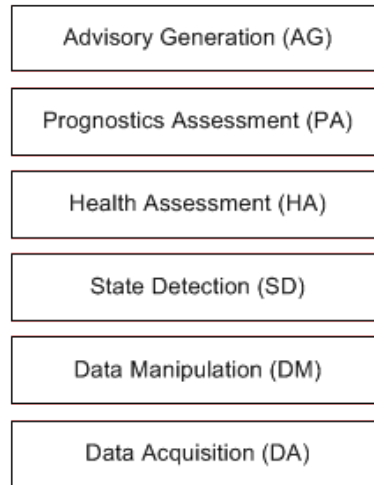 Advisory Generation (AG)
Prognostics Assessment (PA)
Health Assessment (HA)
State Detection (SD)
Data Manipulation (DM)
Data Acquisition (DA)